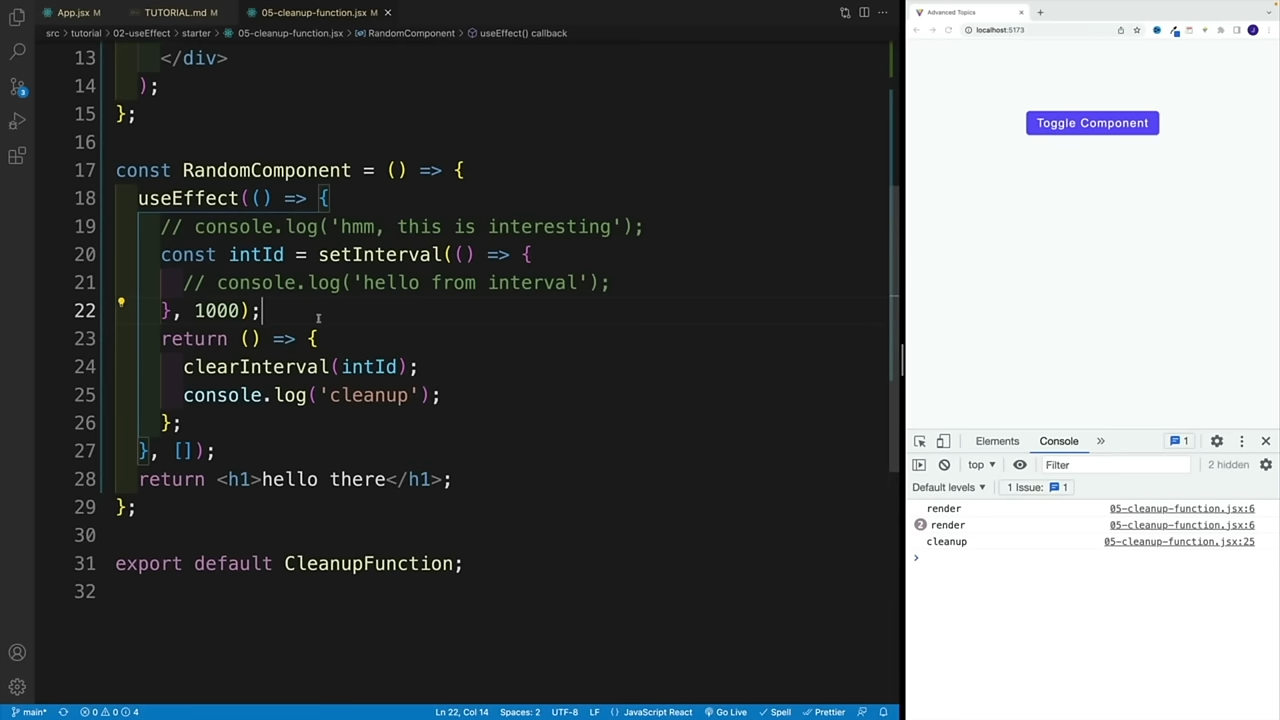 App.jsx M
TUTORIAL.md M
05-cleanup-function.jsx M
src > tutorial > 02-useEffect > starter > 05-cleanup-function.jsx > RandomComponent > useEffect() callback
13 </div>
14 );
15 };
16
17 const RandomComponent = () => {
18 useEffect(() => {
19 // console.log('hmm, this is interesting');
20 const intId = setInterval(() => {
21 // console.log('hello from interval');
22 }, 1000);
23 return () => {
24 clearInterval(intId);
25 console.log('cleanup');
26 };
27 }, []);
28 return <h1>hello there</h1>;
29 };
30
31 export default CleanupFunction;
32
3
main* 0 0 4 Ln 22, Col 14 Spaces: 2 UTF-8 LF {} JavaScript React Go Live Spell Prettier
Advanced Topics
localhost:5173
J
Toggle Component
Elements Console » 1
top ▾ Filter 2 hidden
Default levels ▾ 1 Issue: 1
render 05-cleanup-function.jsx:6
2 render 05-cleanup-function.jsx:6
cleanup 05-cleanup-function.jsx:25
>